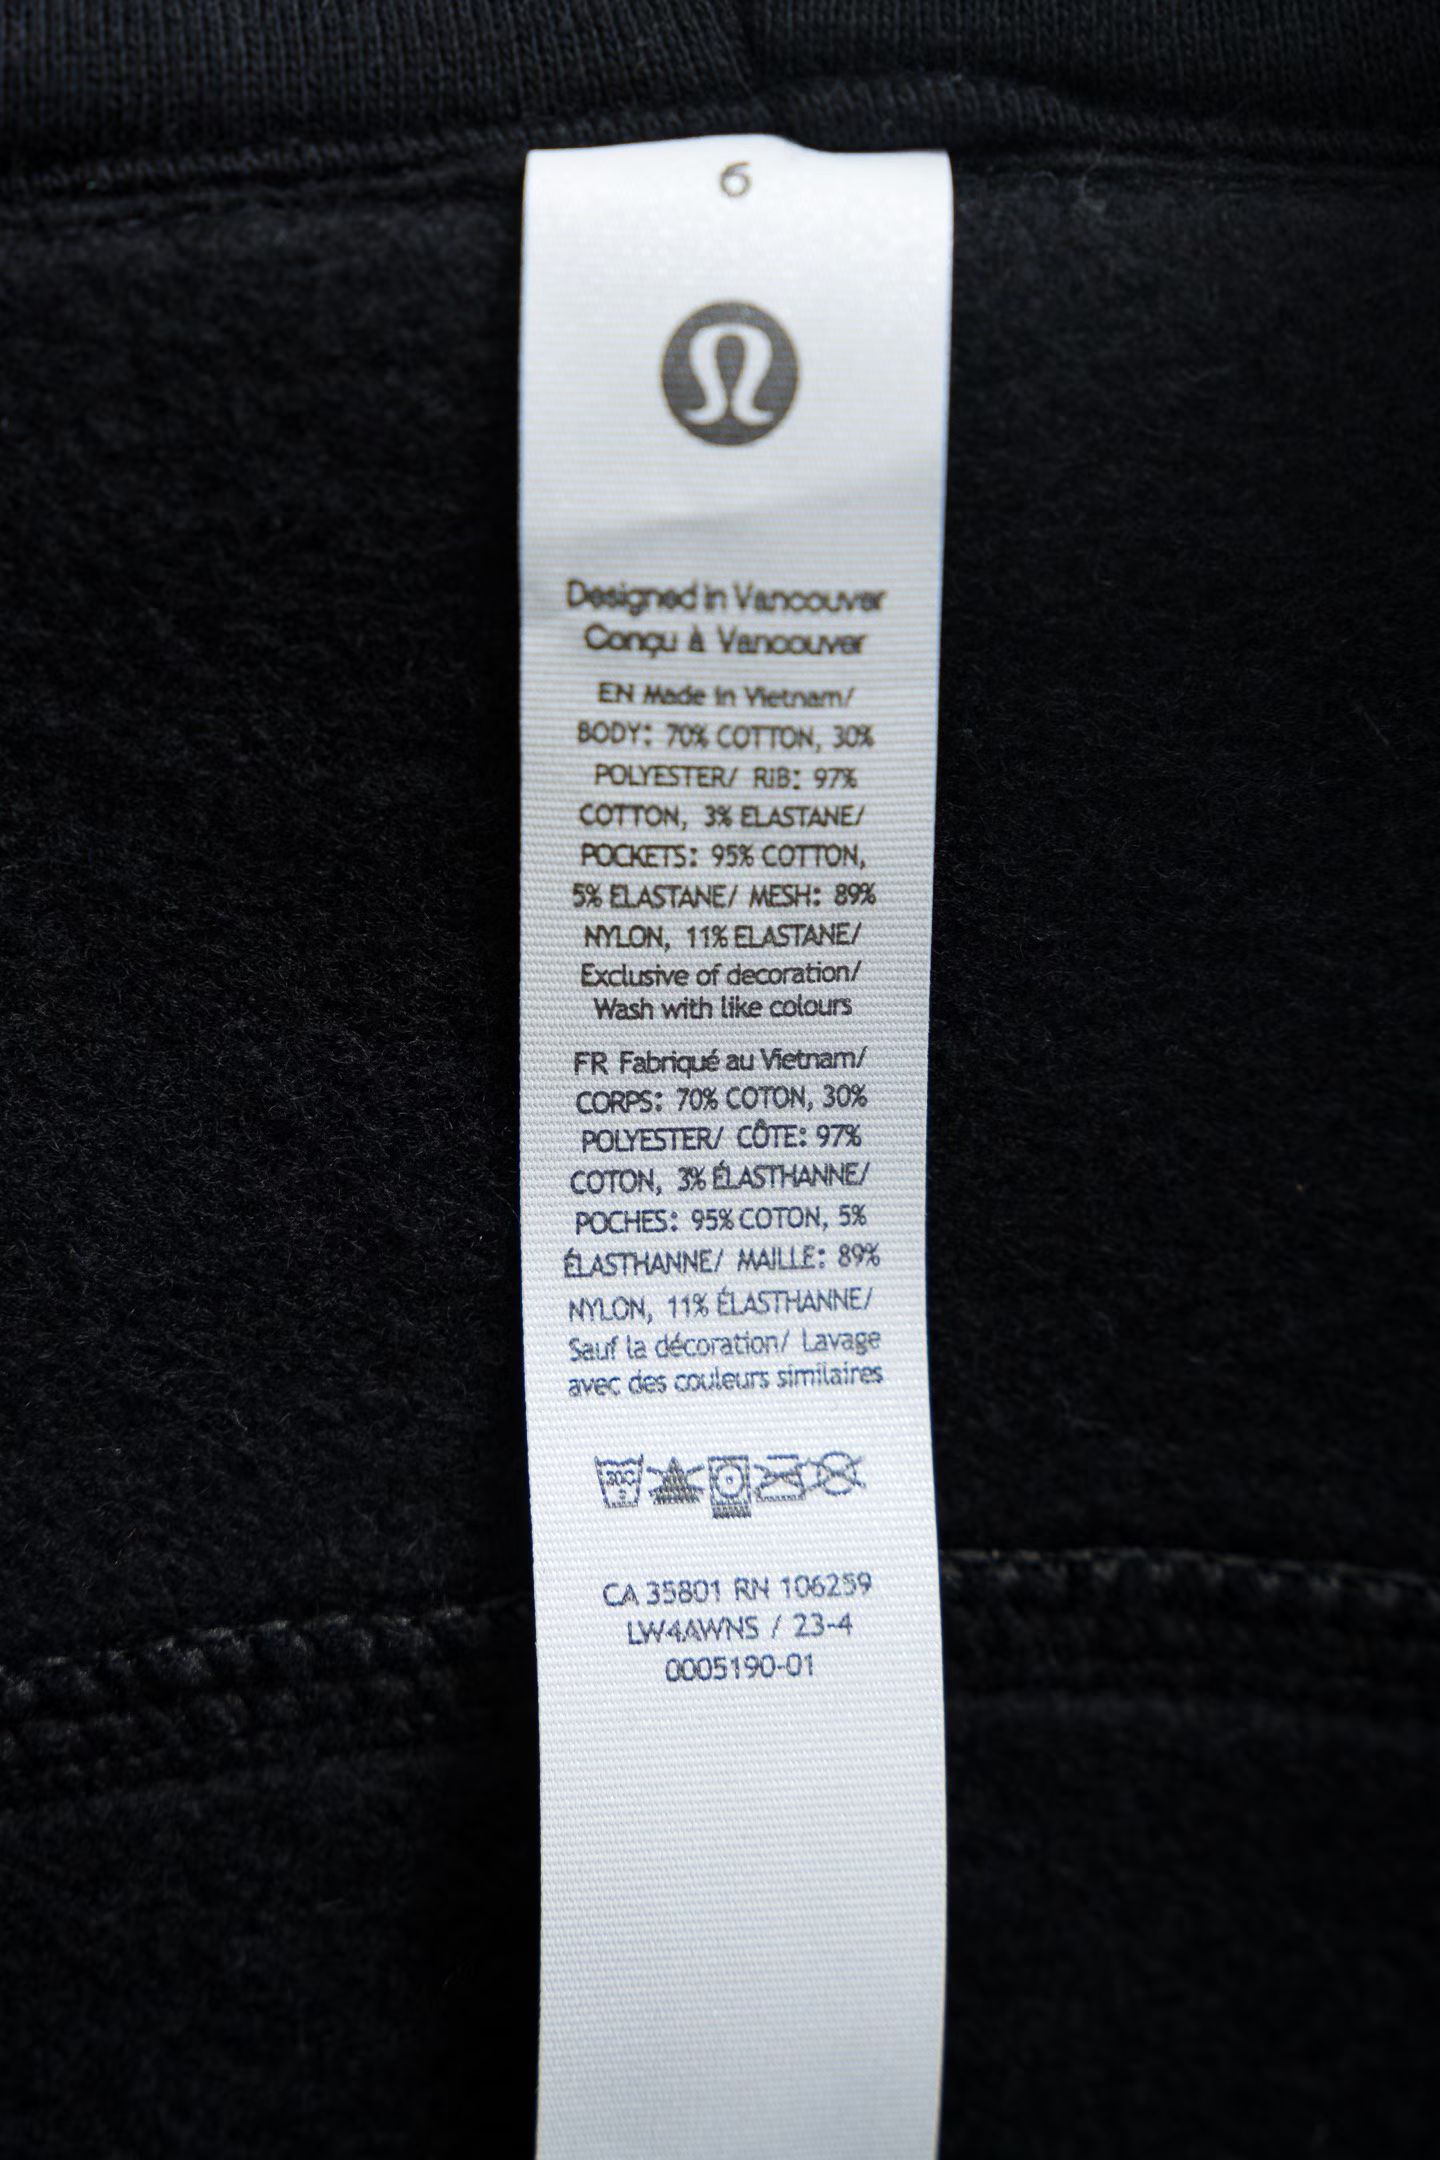 6
Designed in Vancouver
Conçu à Vancouver
EN Made in Vietnam/
BODY: 70% COTTON, 30%
POLYESTER/ RIB: 97%
COTTON, 3% ELASTANE/
POCKETS: 95% COTTON,
5% ELASTANE/ MESH: 89%
NYLON, 11% ELASTANE/
Exclusive of decoration/
Wash with like colours
FR Fabriqué au Vietnam/
CORPS: 70% COTON, 30%
POLYESTER/ CÔTE: 97%
COTON, 3% ÉLASTHANNE/
POCHES: 95% COTON, 5%
ÉLASTHANNE/ MAILLE: 89%
NYLON, 11% ÉLASTHANNE/
Sauf la décoration/ Lavage
avec des couleurs similaires
CA 35801 RN 106259
LW4AWNS / 23-4
0005190-01